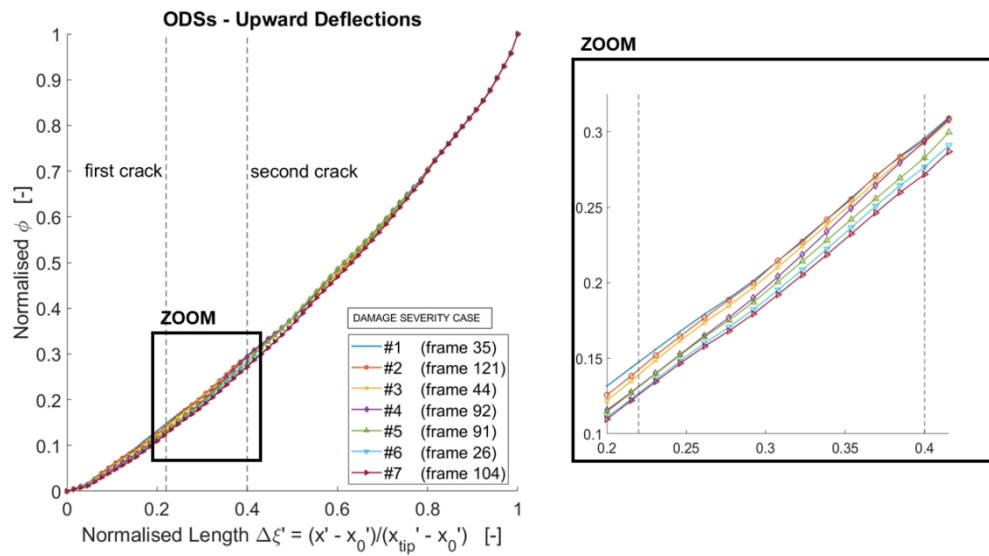 ODSs - Upward Deflections
1
0.9
0.8
0.7
0.6
0.5
0.4
0.3
0.2
0.1
0
Normalised ϕ [-]
first crack
second crack
ZOOM
DAMAGE SEVERITY CASE
#1 (frame 35)
#2 (frame 121)
#3 (frame 44)
#4 (frame 92)
#5 (frame 91)
#6 (frame 26)
#7 (frame 104)
0 0.2 0.4 0.6 0.8 1
Normalised Length Δξ' = (x' - x₀')/(x_tip' - x₀') [-]
ZOOM
0.3
0.25
0.2
0.15
0.1
0.2 0.25 0.3 0.35 0.4